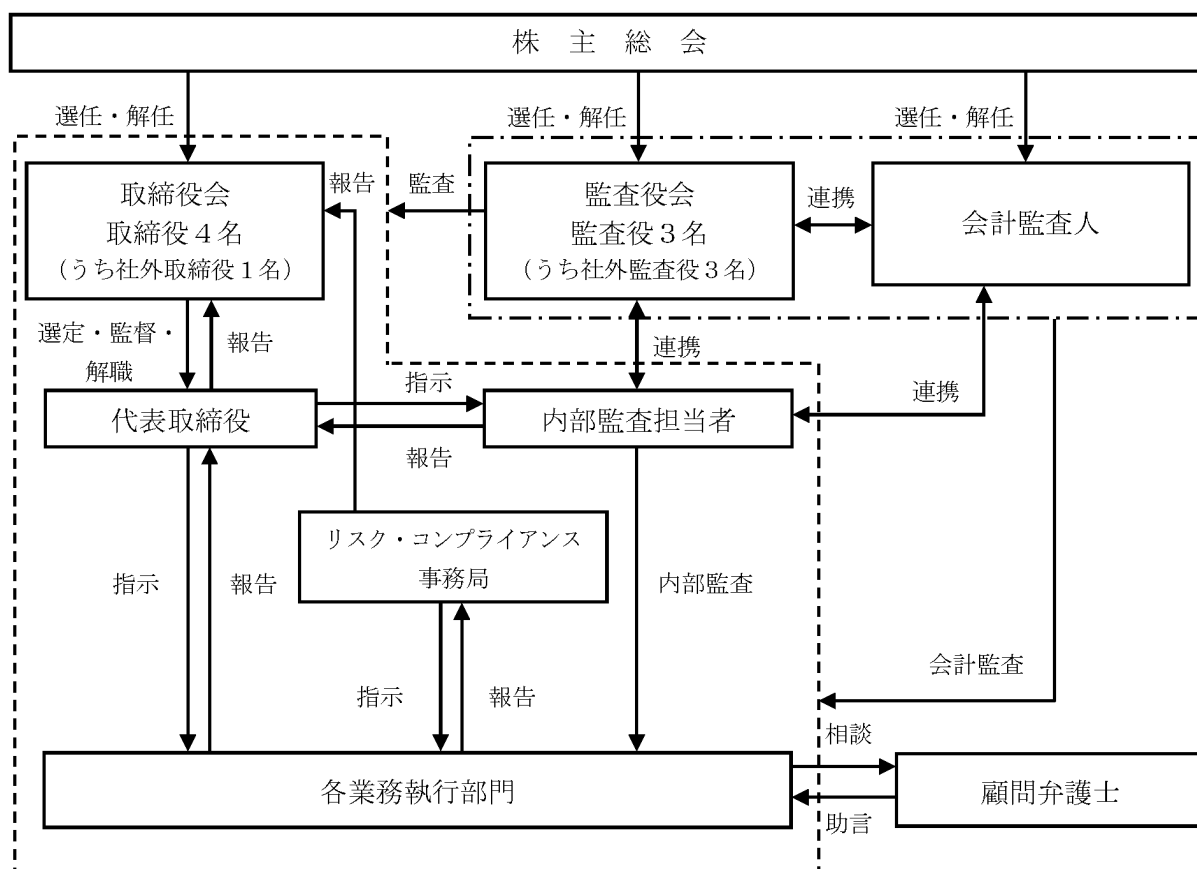 株 主 総 会
選任・解任
選任・解任
選任・解任
取締役会
取締役４名
（うち社外取締役１名）
報告
監査
監査役会
監査役３名
（うち社外監査役３名）
連携
会計監査人
選定・監督・
解職
報告
連携
連携
代表取締役
指示
報告
内部監査担当者
リスク・コンプライアンス
事務局
指示
報告
内部監査
指示
報告
会計監査
各業務執行部門
相談
助言
顧問弁護士